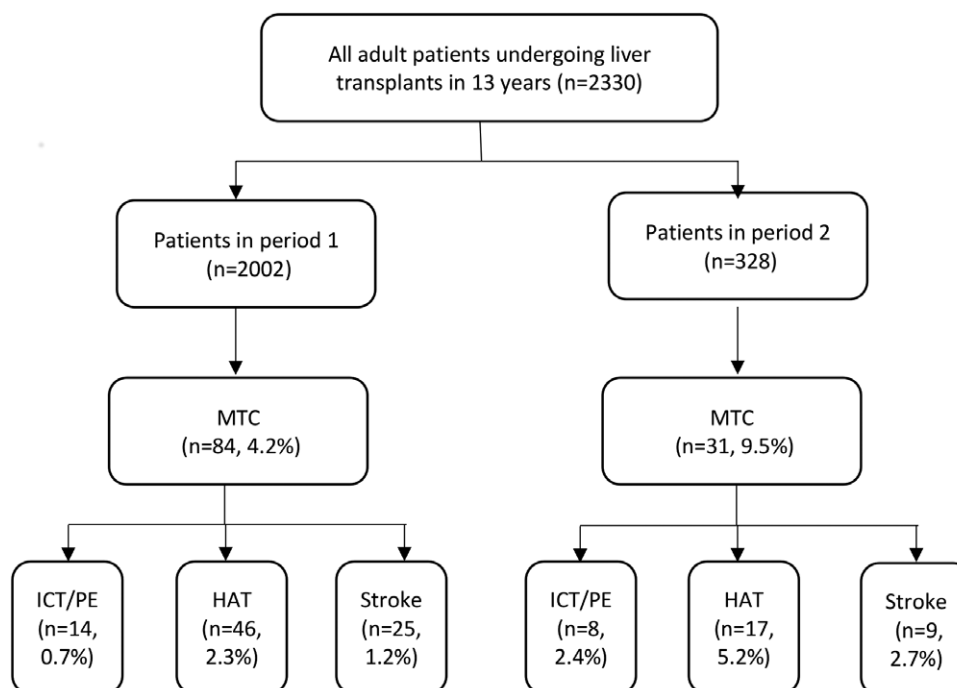 All adult patients undergoing liver
transplants in 13 years (n=2330)
Patients in period 1
(n=2002)
Patients in period 2
(n=328)
MTC
(n=84, 4.2%)
MTC
(n=31, 9.5%)
ICT/PE
(n=14,
0.7%)
HAT
(n=46,
2.3%)
Stroke
(n=25,
1.2%)
ICT/PE
(n=8,
2.4%)
HAT
(n=17,
5.2%)
Stroke
(n=9,
2.7%)